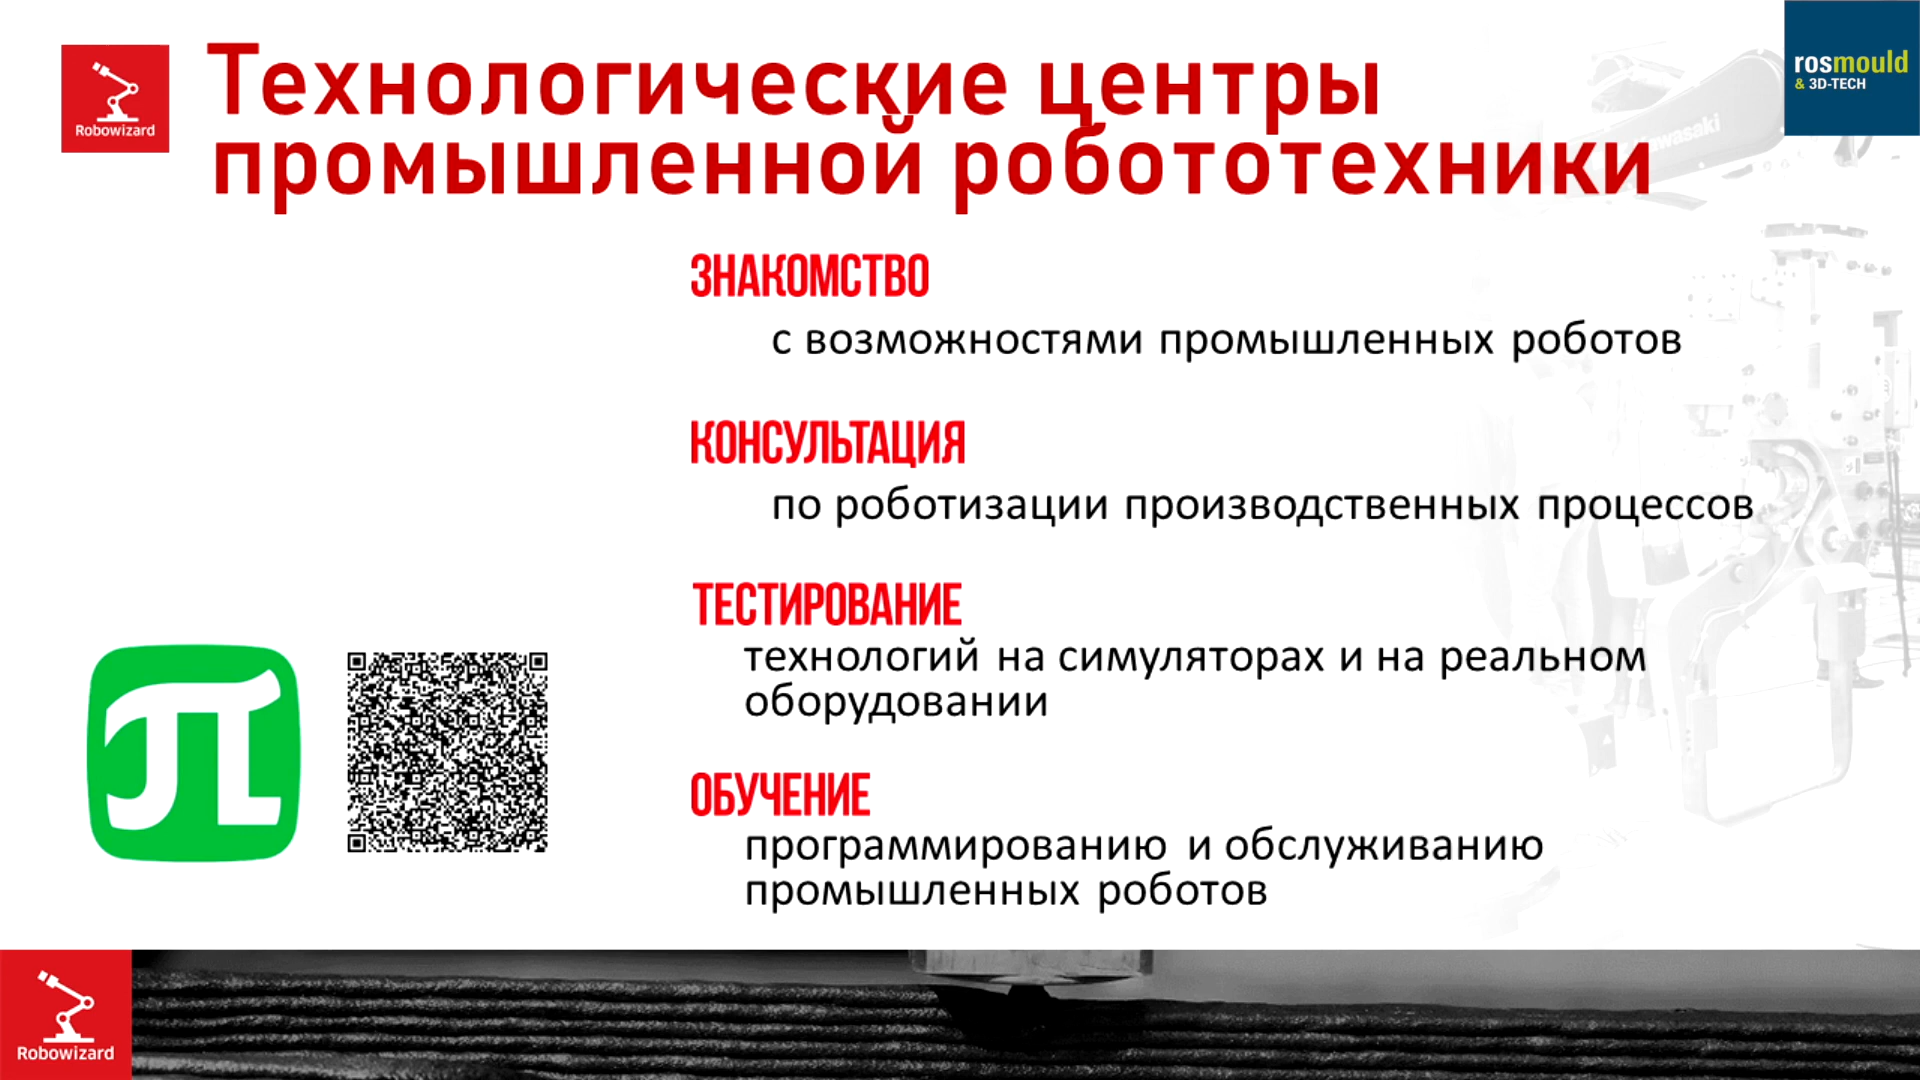 Технологические центры
промышленной робототехники
Robowizard
rosmould
& 3D-TECH
ЗНАКОМСТВО
с возможностями промышленных роботов
КОНСУЛЬТАЦИЯ
по роботизации производственных процессов
ТЕСТИРОВАНИЕ
технологий на симуляторах и на реальном
оборудовании
ОБУЧЕНИЕ
программированию и обслуживанию
промышленных роботов
Robowizard